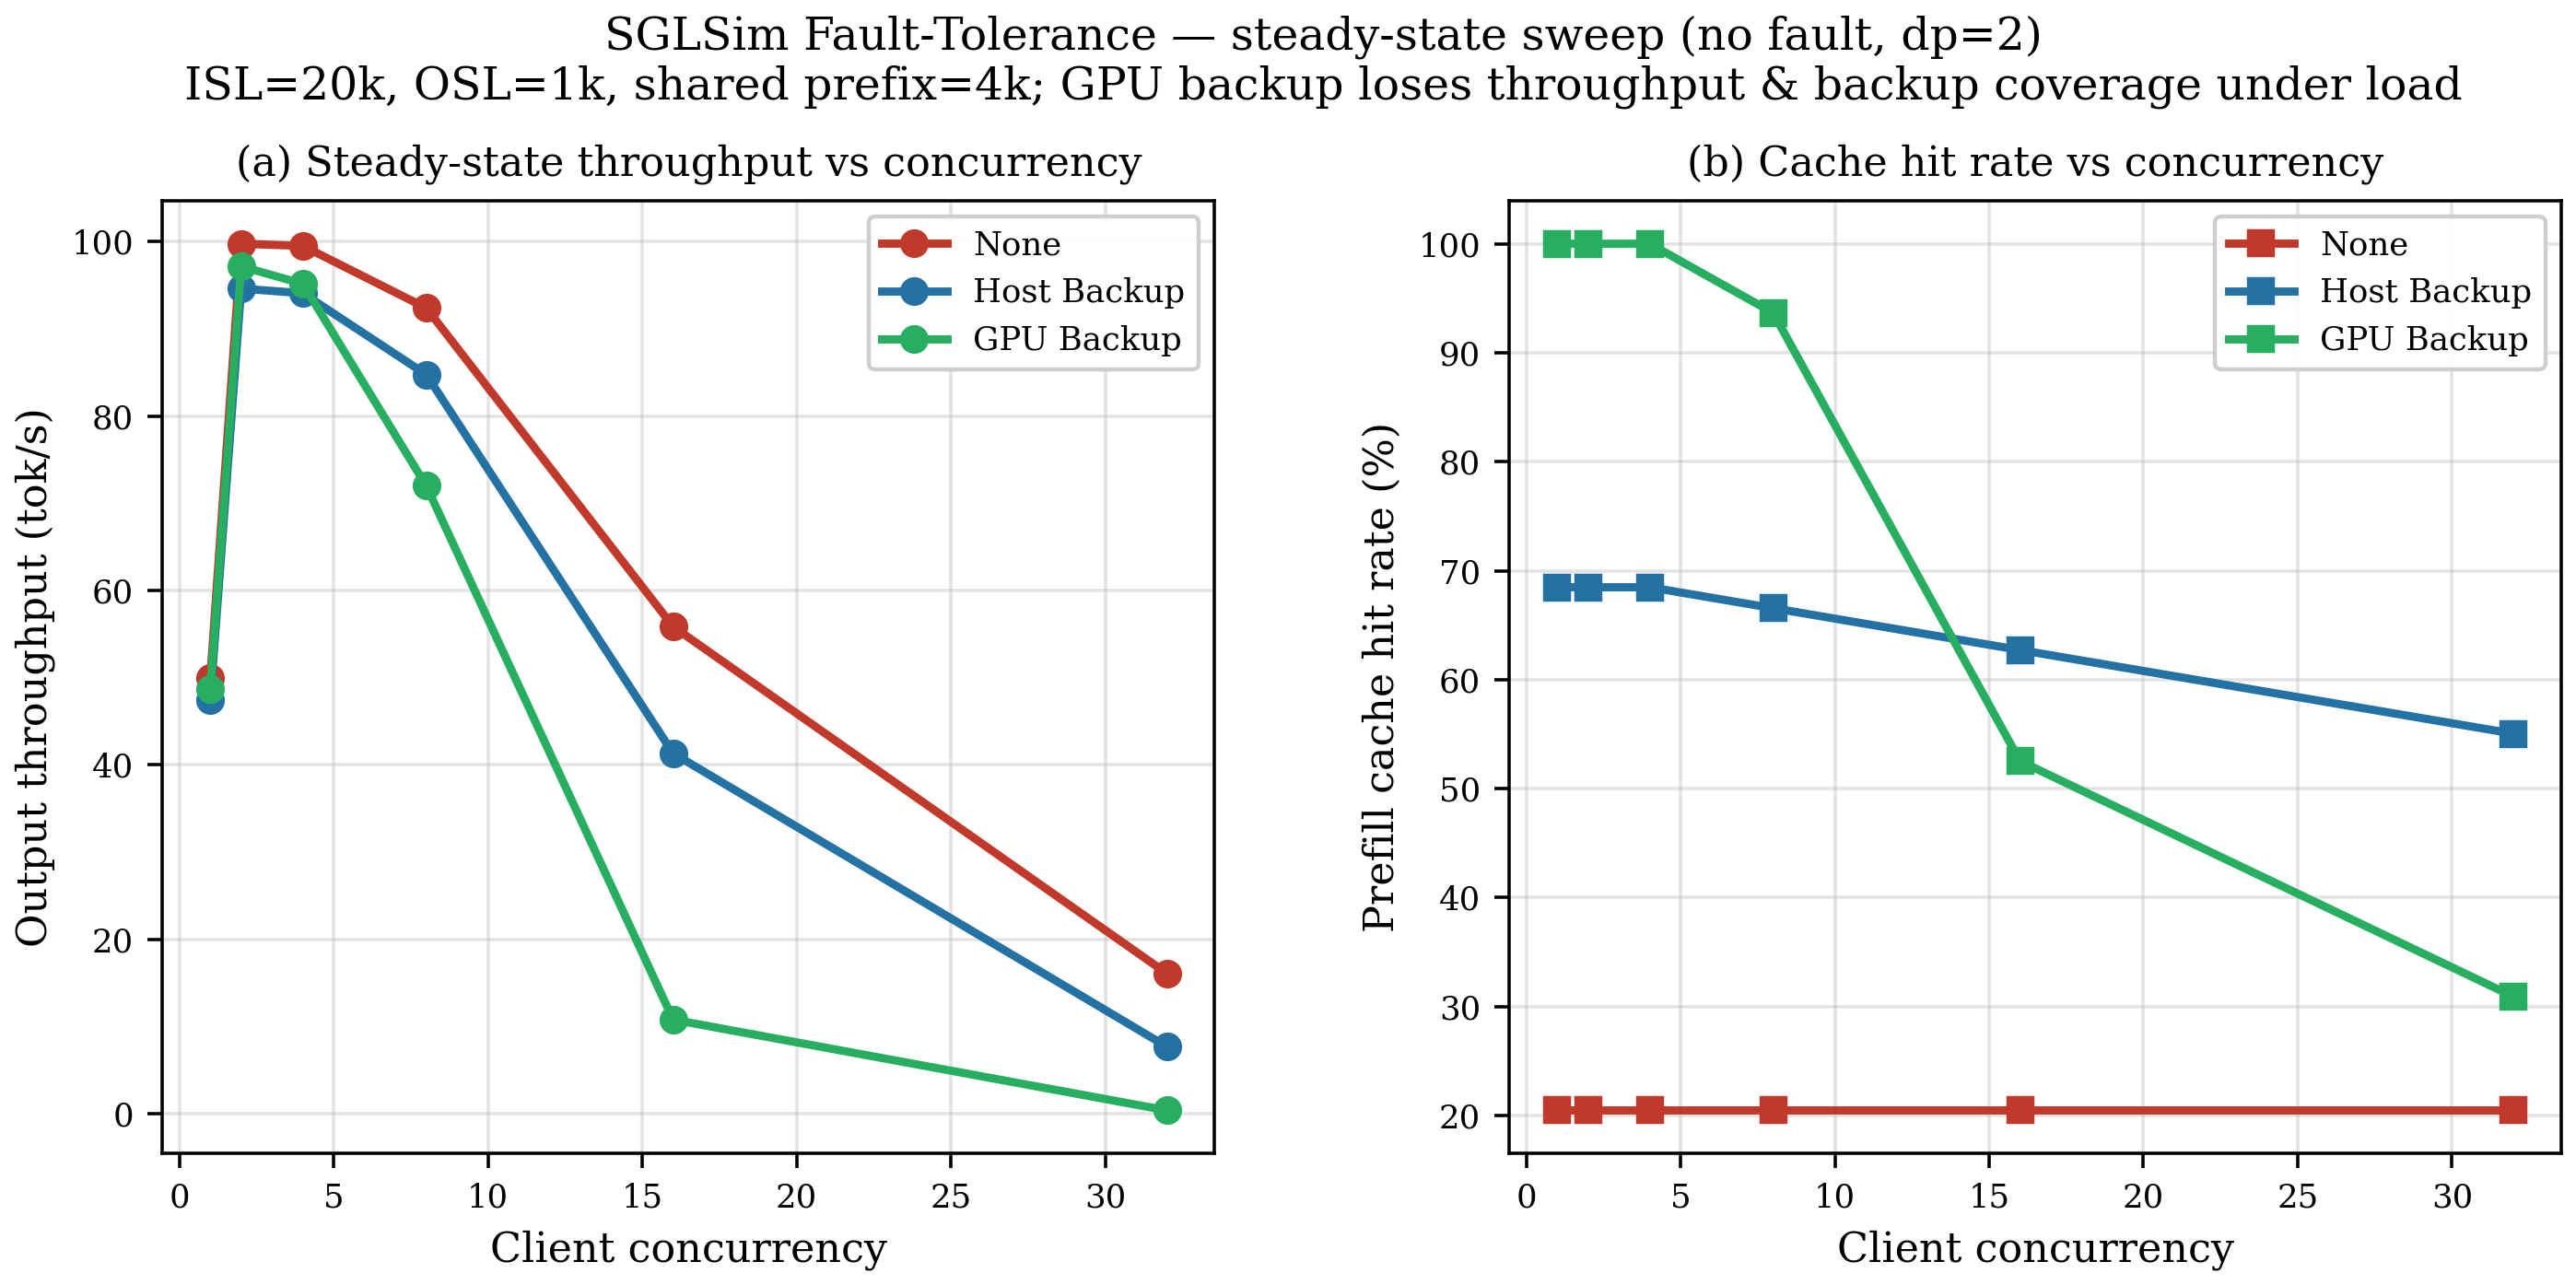 SGLSim Fault-Tolerance — steady-state sweep (no fault, dp=2)
ISL=20k, OSL=1k, shared prefix=4k; GPU backup loses throughput & backup coverage under load
(a) Steady-state throughput vs concurrency
Output throughput (tok/s)
100
80
60
40
20
0
0 5 10 15 20 25 30
Client concurrency
None
Host Backup
GPU Backup
(b) Cache hit rate vs concurrency
Prefill cache hit rate (%)
100
90
80
70
60
50
40
30
20
0 5 10 15 20 25 30
Client concurrency
None
Host Backup
GPU Backup